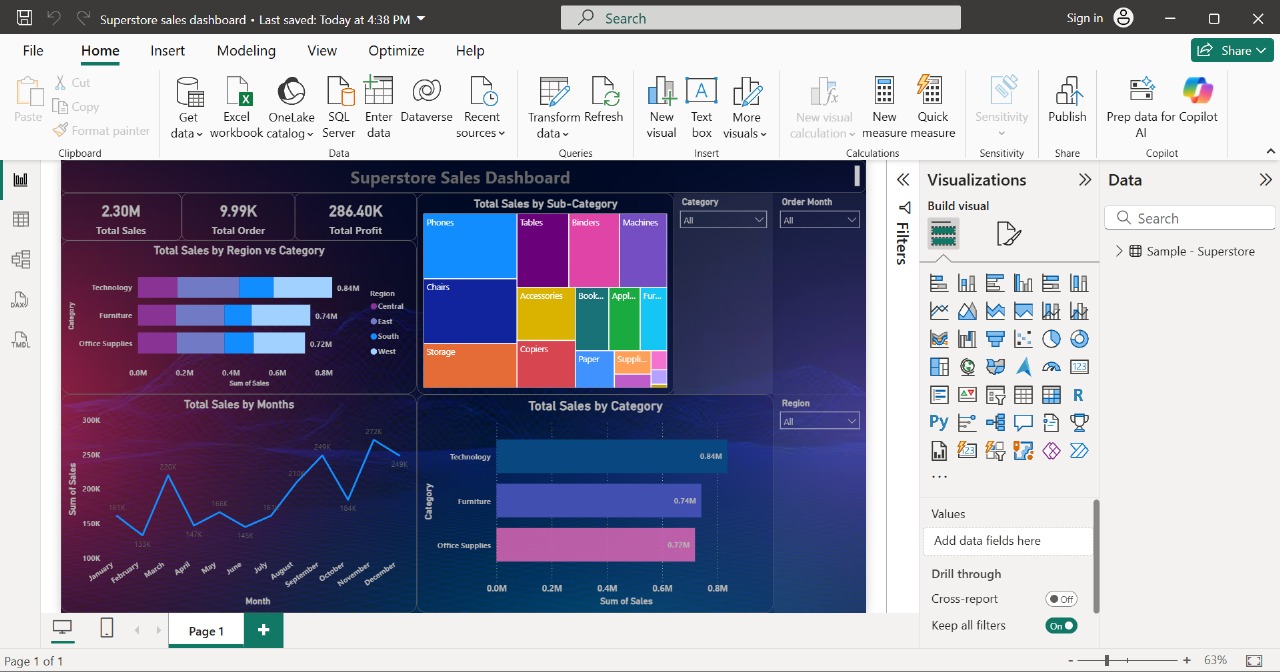 Superstore sales dashboard • Last saved: Today at 4:38 PM
Search
Sign in
File
Home
Insert
Modeling
View
Optimize
Help
Share
Paste
Cut
Copy
Format painter
Clipboard
Get data
Excel workbook
OneLake catalog
SQL Server
Enter data
Dataverse
Recent sources
Data
Transform data
Refresh
Queries
New visual
Text box
More visuals
Insert
New visual calculation
New measure
Quick measure
Calculations
Sensitivity
Sensitivity
Publish
Share
Prep data for AI
Copilot
Copilot
Superstore Sales Dashboard
2.30M
Total Sales
9.99K
Total Order
286.40K
Total Profit
Total Sales by Region vs Category
Category
Technology
0.84M
Furniture
0.74M
Office Supplies
0.72M
0.0M
0.2M
0.4M
0.6M
0.8M
Sum of Sales
Region
Central
East
South
West
Total Sales by Sub-Category
Phones
Chairs
Storage
Tables
Binders
Machines
Accessories
Book...
Appl...
Fur...
Copiers
Paper
Suppli...
Category
All
Order Month
All
Region
All
Total Sales by Months
Sum of Sales
300K
250K
200K
150K
100K
133K
220K
147K
166K
145K
249K
184K
272K
249K
January
February
March
April
May
June
July
August
September
October
November
December
Month
Total Sales by Category
Category
Technology
0.84M
Furniture
0.74M
Office Supplies
0.72M
0.0M
0.2M
0.4M
0.6M
0.8M
Sum of Sales
Filters
Visualizations
Build visual
123
R
Py
123
...
Values
Add data fields here
Drill through
Cross-report
Off
Keep all filters
On
Data
Search
Sample - Superstore
DAX
TMDL
Page 1
+
Page 1 of 1
-
+
63%